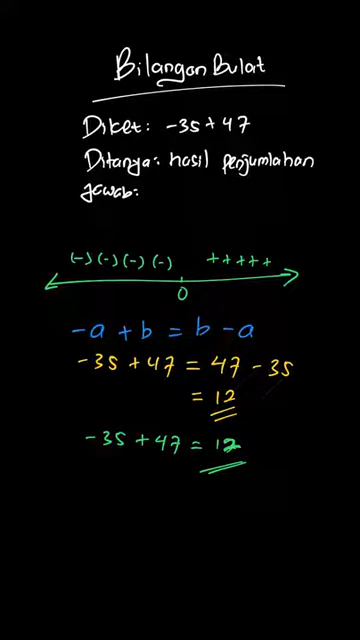 Bilangan Bulat
Diket: -35 + 47
Ditanya: hasil penjumlahan
Jawab:
(-) (-) (-) (-) + + + + +
0
-a + b = b - a
-35 + 47 = 47 - 35
= 12
-35 + 47 = 12